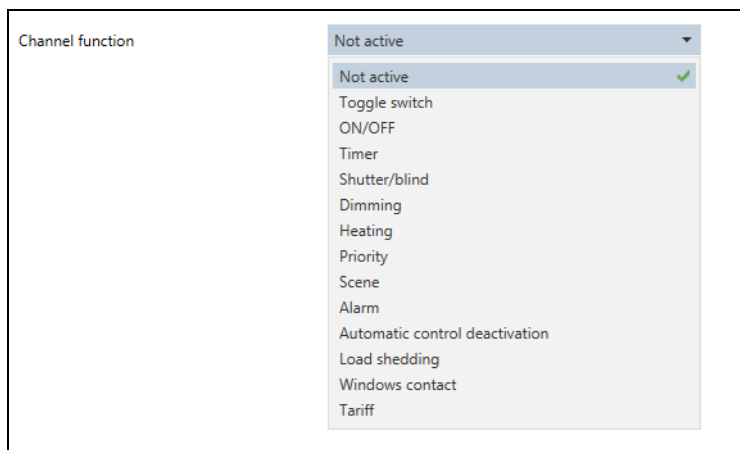 Channel function Not active
Not active
Toggle switch
ON/OFF
Timer
Shutter/blind
Dimming
Heating
Priority
Scene
Alarm
Automatic control deactivation
Load shedding
Windows contact
Tariff